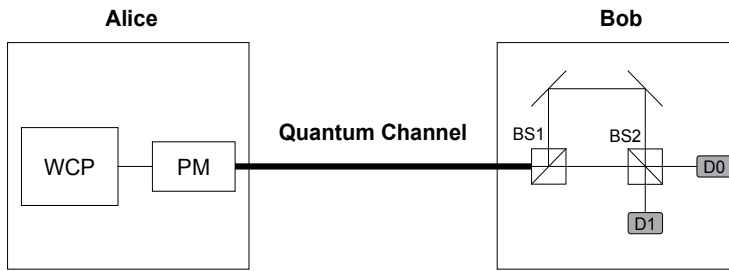 Alice
Bob
Quantum Channel
WCP
PM
BS1
BS2
D0
D1